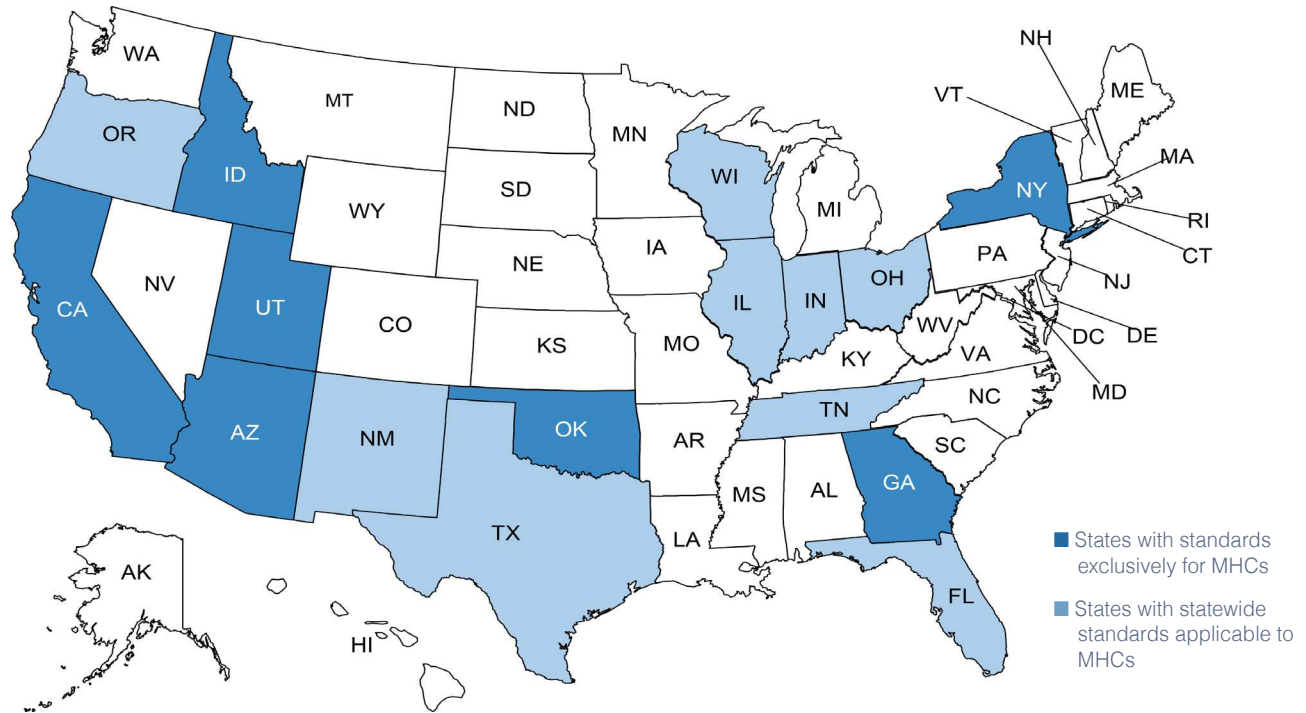 WA
NH
ME
VT
MT
ND
MN
OR
MA
ID
WI
NY
SD
MI
RI
WY
CT
IA
PA
NE
NJ
NV
OH
IL
IN
CA
UT
CO
WV
DC
DE
KS
MO
KY
VA
MD
NC
TN
AZ
NM
OK
AR
SC
GA
MS
AL
TX
LA
AK
FL
HI
States with standards
exclusively for MHCs
States with statewide
standards applicable to
MHCs